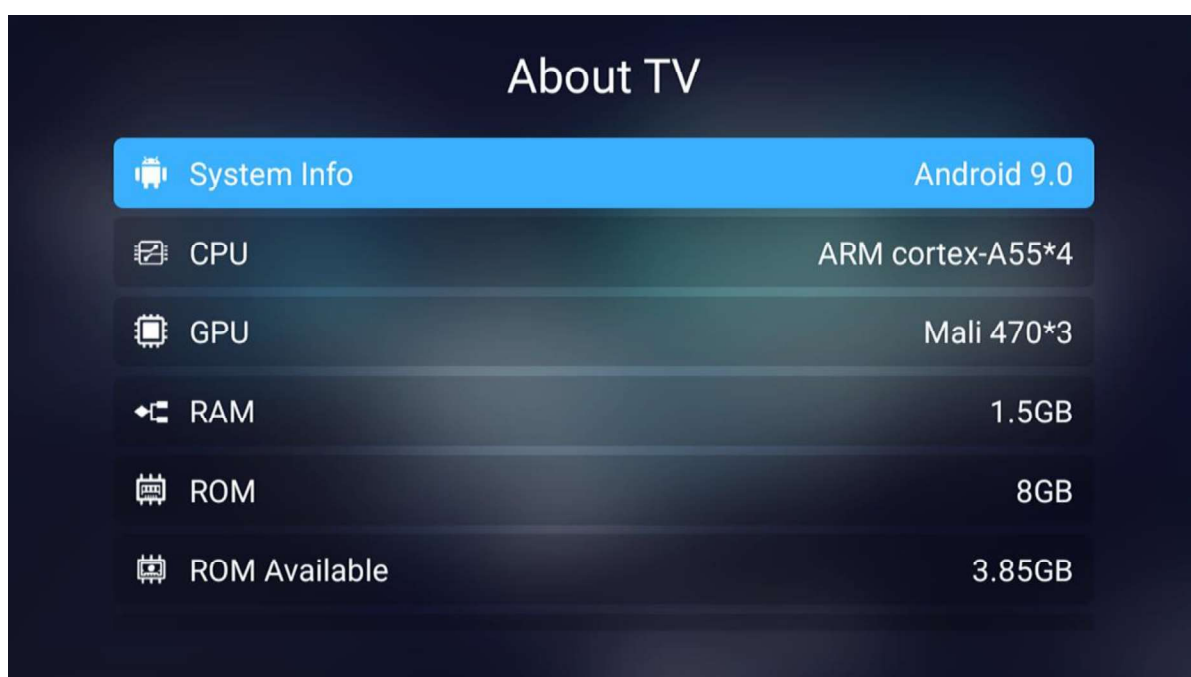 About TV
System Info Android 9.0
CPU ARM cortex-A55*4
GPU Mali 470*3
RAM 1.5GB
ROM 8GB
ROM Available 3.85GB